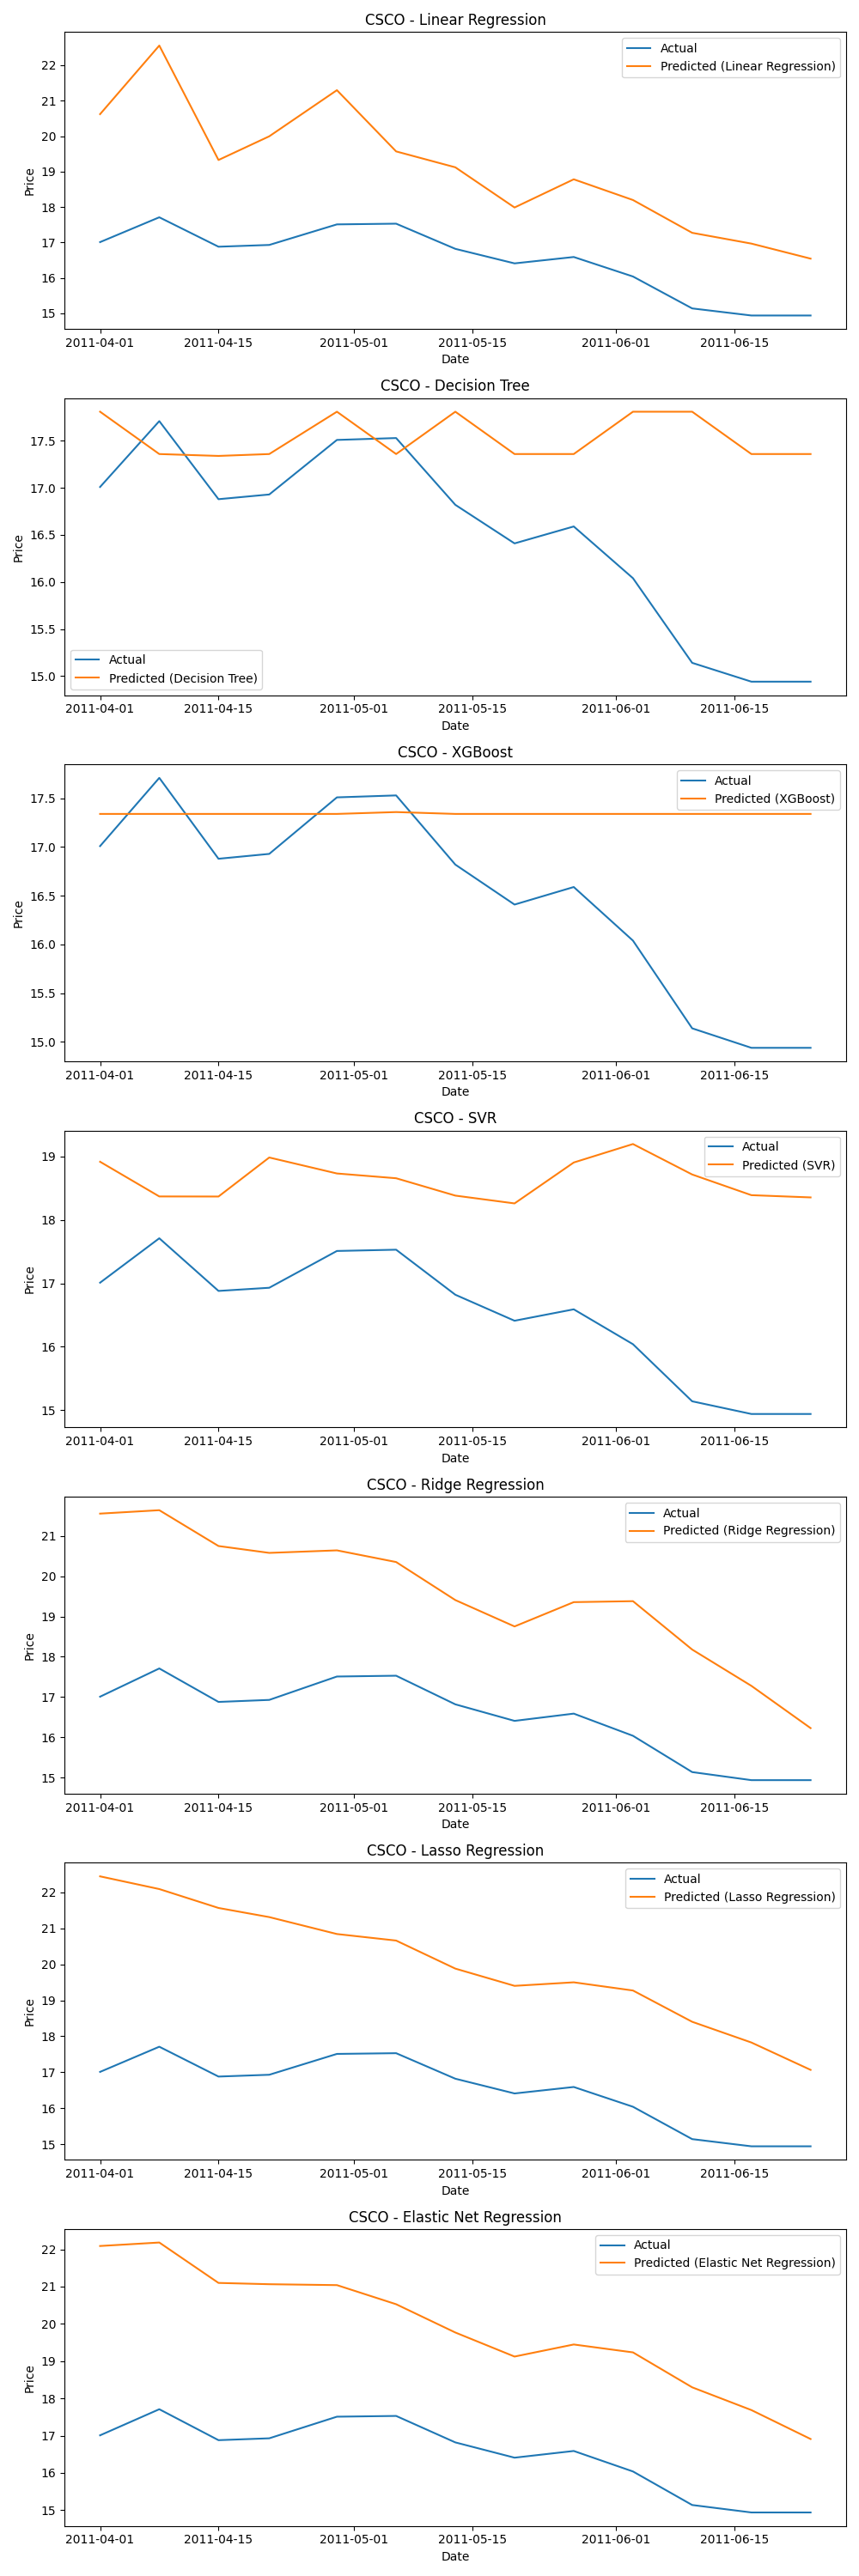 CSCO - Linear Regression
Actual
Predicted (Linear Regression)
22
21
20
19
18
17
16
15
Price
2011-04-01 2011-04-15 2011-05-01 2011-05-15 2011-06-01 2011-06-15
Date
CSCO - Decision Tree
17.5
17.0
16.5
16.0
15.5
15.0
Price
Actual
Predicted (Decision Tree)
2011-04-01 2011-04-15 2011-05-01 2011-05-15 2011-06-01 2011-06-15
Date
CSCO - XGBoost
Actual
Predicted (XGBoost)
17.5
17.0
16.5
16.0
15.5
15.0
Price
2011-04-01 2011-04-15 2011-05-01 2011-05-15 2011-06-01 2011-06-15
Date
CSCO - SVR
Actual
Predicted (SVR)
19
18
17
16
15
Price
2011-04-01 2011-04-15 2011-05-01 2011-05-15 2011-06-01 2011-06-15
Date
CSCO - Ridge Regression
Actual
Predicted (Ridge Regression)
21
20
19
18
17
16
15
Price
2011-04-01 2011-04-15 2011-05-01 2011-05-15 2011-06-01 2011-06-15
Date
CSCO - Lasso Regression
Actual
Predicted (Lasso Regression)
22
21
20
19
18
17
16
15
Price
2011-04-01 2011-04-15 2011-05-01 2011-05-15 2011-06-01 2011-06-15
Date
CSCO - Elastic Net Regression
Actual
Predicted (Elastic Net Regression)
22
21
20
19
18
17
16
15
Price
2011-04-01 2011-04-15 2011-05-01 2011-05-15 2011-06-01 2011-06-15
Date